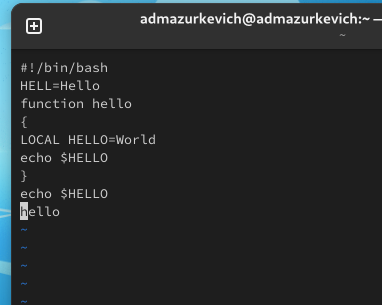 admazurkevich@admazurkevich:~ —
~
#!/bin/bash
HELL=Hello
function hello
{
LOCAL HELLO=World
echo $HELLO
}
echo $HELLO
hello
~
~
~
~
~